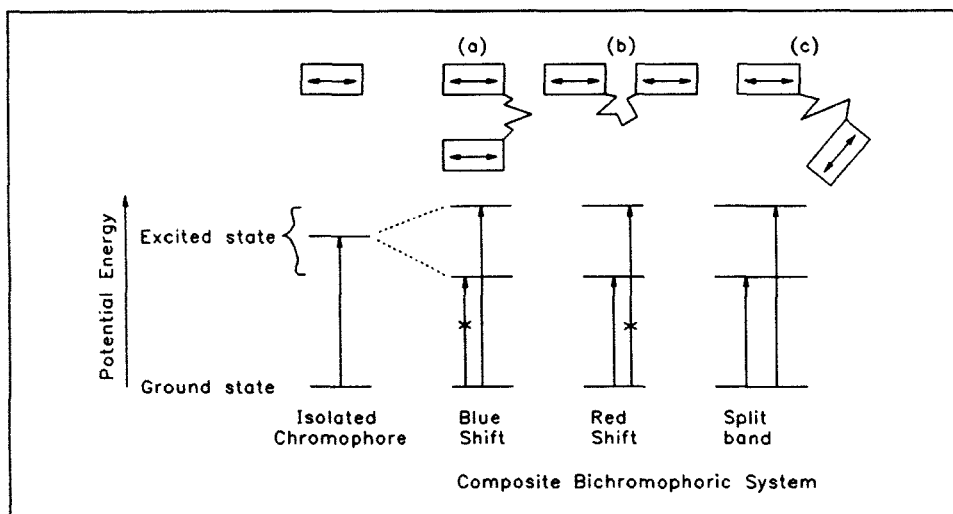 (a)
(b)
(c)
Potential Energy
Excited state
Ground state
Isolated
Chromophore
Blue
Shift
Red
Shift
Split
band
Composite Bichromophoric System